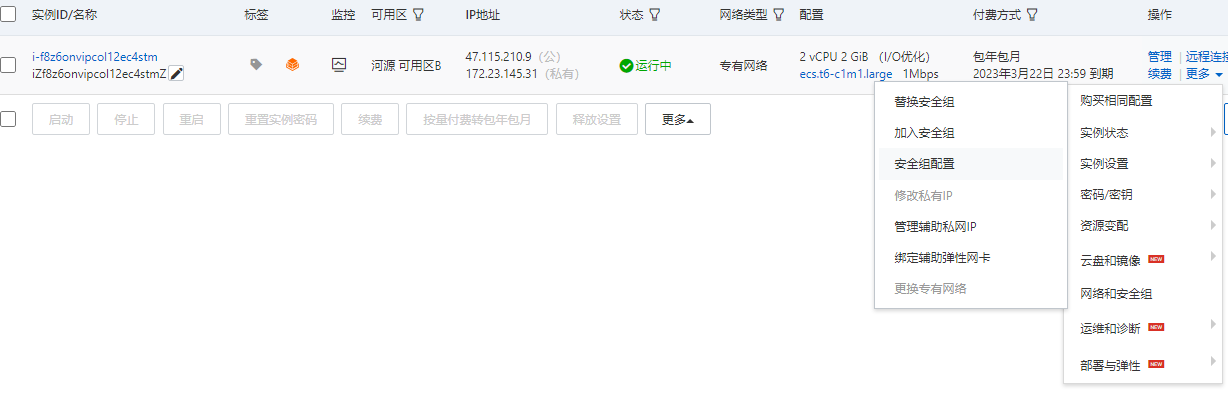 实例ID/名称 标签 监控 可用区 IP地址 状态 网络类型 配置 付费方式 操作
i-f8z6onvipcol12ec4stm
iZf8z6onvipcol12ec4stmZ
河源 可用区B
47.115.210.9 (公)
172.23.145.31 (私有)
运行中
专有网络
2 vCPU 2 GiB (I/O优化)
ecs.t6-c1m1.large 1Mbps
包年包月
2023年3月22日 23:59 到期
管理 | 远程连接
续费 | 更多
启动 停止 重启 重置实例密码 续费 按量付费转包年包月 释放设置 更多
替换安全组
加入安全组
安全组配置
修改私有IP
管理辅助私网IP
绑定辅助弹性网卡
更换专有网络
购买相同配置
实例状态
实例设置
密码/密钥
资源变配
云盘和镜像 NEW
网络和安全组
运维和诊断 NEW
部署与弹性 NEW